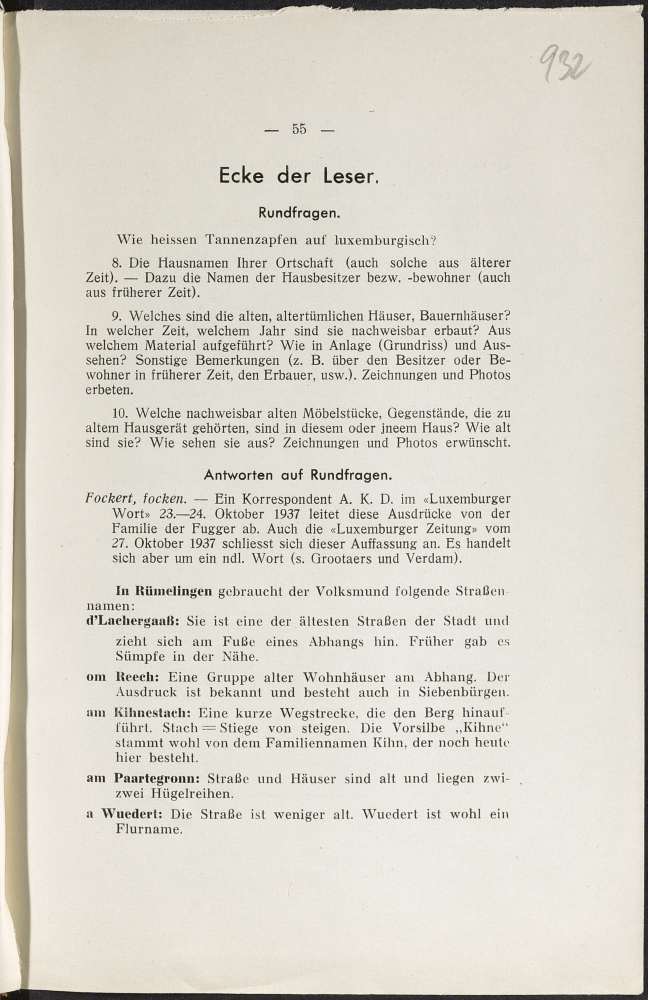 932
— 55 —
Ecke der Leser.
Rundfragen.
Wie heissen Tannenzapfen auf luxemburgisch?
8. Die Hausnamen Ihrer Ortschaft (auch solche aus älterer
Zeit). — Dazu die Namen der Hausbesitzer bezw. -bewohner (auch
aus früherer Zeit).
9. Welches sind die alten, altertümlichen Häuser, Bauernhäuser?
In welcher Zeit, welchem Jahr sind sie nachweisbar erbaut? Aus
welchem Material aufgeführt? Wie in Anlage (Grundriss) und Aus-
sehen? Sonstige Bemerkungen (z. B. über den Besitzer oder Be-
wohner in früherer Zeit, den Erbauer, usw.). Zeichnungen und Photos
erbeten.
10. Welche nachweisbar alten Möbelstücke, Gegenstände, die zu
altem Hausgerät gehörten, sind in diesem oder jneem Haus? Wie alt
sind sie? Wie sehen sie aus? Zeichnungen und Photos erwünscht.
Antworten auf Rundfragen.
Fockert, focken. — Ein Korrespondent A. K. D. im «Luxemburger
Wort» 23.—24. Oktober 1937 leitet diese Ausdrücke von der
Familie der Fugger ab. Auch die «Luxemburger Zeitung» vom
27. Oktober 1937 schliesst sich dieser Auffassung an. Es handelt
sich aber um ein ndl. Wort (s. Grootaers und Verdam).
In Rümelingen gebraucht der Volksmund folgende Straßen-
namen:
d'Lachergaaß: Sie ist eine der ältesten Straßen der Stadt und
zieht sich am Fuße eines Abhangs hin. Früher gab es
Sümpfe in der Nähe.
om Reech: Eine Gruppe alter Wohnhäuser am Abhang. Der
Ausdruck ist bekannt und besteht auch in Siebenbürgen.
am Kihnestach: Eine kurze Wegstrecke, die den Berg hinauf-
führt. Stach = Stiege von steigen. Die Vorsilbe „Kihne“
stammt wohl von dem Familiennamen Kihn, der noch heute
hier besteht.
am Paartegronn: Straße und Häuser sind alt und liegen zwi-
zwei Hügelreihen.
a Wuedert: Die Straße ist weniger alt. Wuedert ist wohl ein
Flurname.